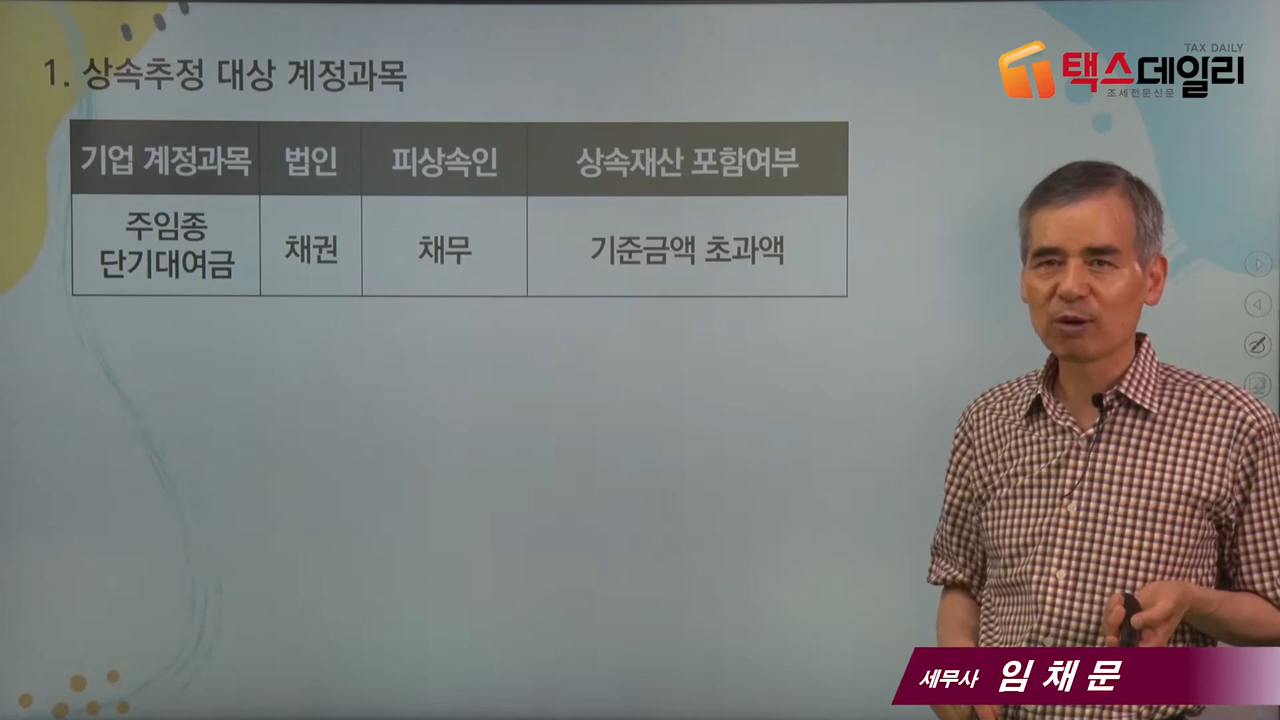 1. 상속추정 대상 계정과목
TAX DAILY
택스데일리
조세전문신문
기업 계정과목 법인 피상속인 상속재산 포함여부
주임종
단기대여금 채권 채무 기준금액 초과액
세무사 임채문